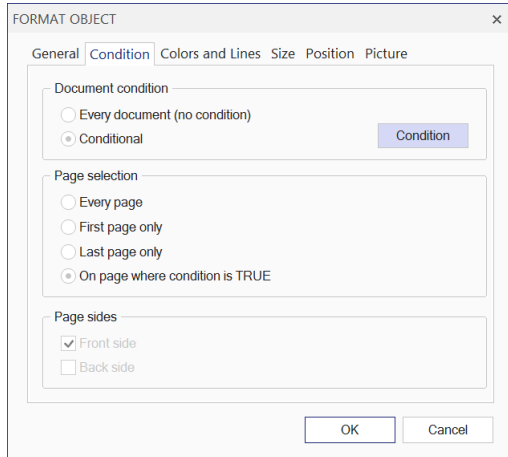 FORMAT OBJECT
General Condition Colors and Lines Size Position Picture
Document condition
Every document (no condition)
Conditional
Condition
Page selection
Every page
First page only
Last page only
On page where condition is TRUE
Page sides
Front side
Back side
OK Cancel